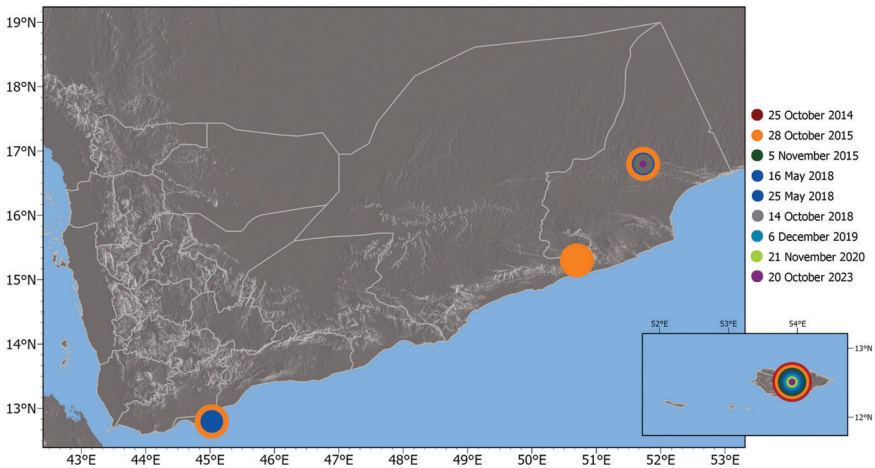 19°N
18°N
17°N
16°N
15°N
14°N
13°N
43°E 44°E 45°E 46°E 47°E 48°E 49°E 50°E 51°E 52°E 53°E
25 October 2014
28 October 2015
5 November 2015
16 May 2018
25 May 2018
14 October 2018
6 December 2019
21 November 2020
20 October 2023
52°E 53°E 54°E
13°N
12°N